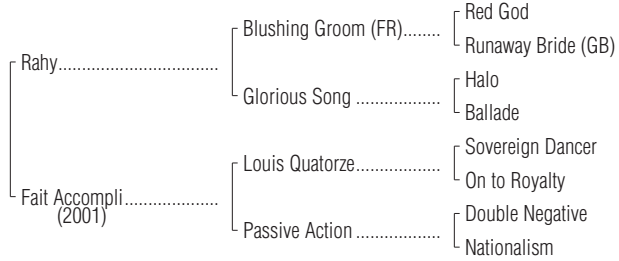 Red God
Blushing Groom (FR)........
Runaway Bride (GB)
Rahy..................................
Halo
Glorious Song ..................
Ballade
Sovereign Dancer
Louis Quatorze..................
On to Royalty
Fait Accompli....................
(2001)
Double Negative
Passive Action ..................
Nationalism